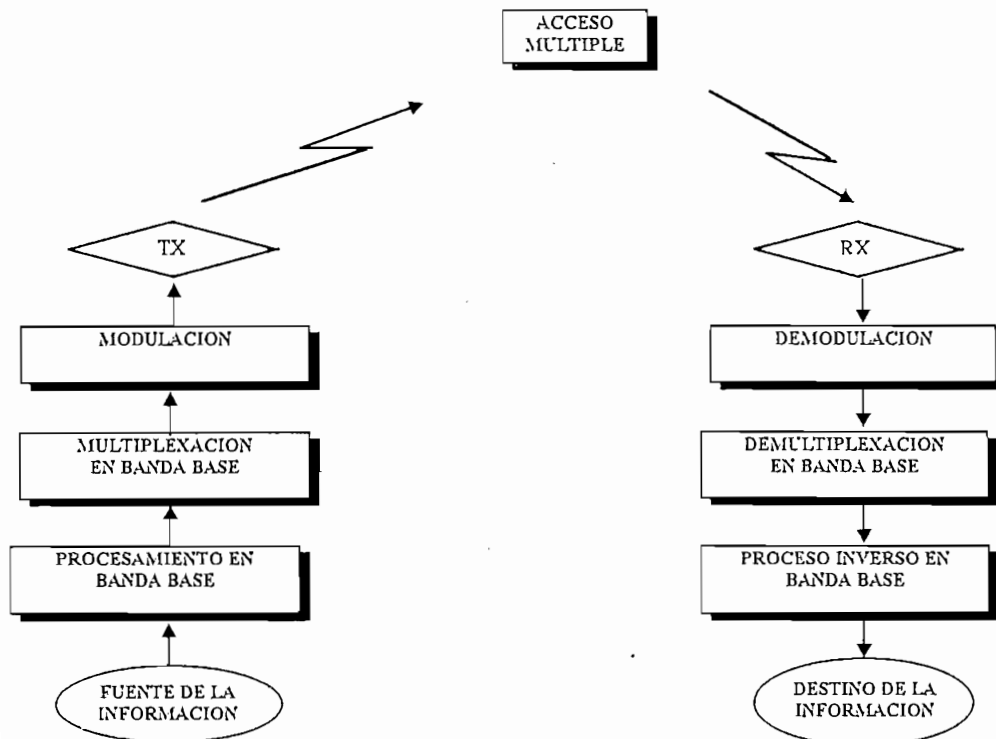 ACCESO
MULTIPLE
TX
RX
MODULACION
DEMODULACION
MULTIPLEXACION
EN BANDA BASE
DEMULTIPLEXACION
EN BANDA BASE
PROCESAMIENTO EN
BANDA BASE
PROCESO INVERSO EN
BANDA BASE
FUENTE DE LA
INFORMACION
DESTINO DE LA
INFORMACION